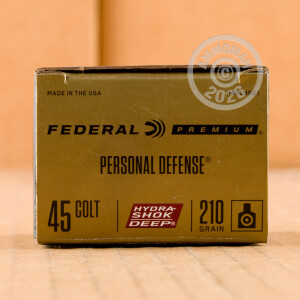 MADE IN THE USA
FEDERAL PREMIUM®
PERSONAL DEFENSE®
45 COLT
HYDRA-
SHOK
DEEP®
210
GRAIN